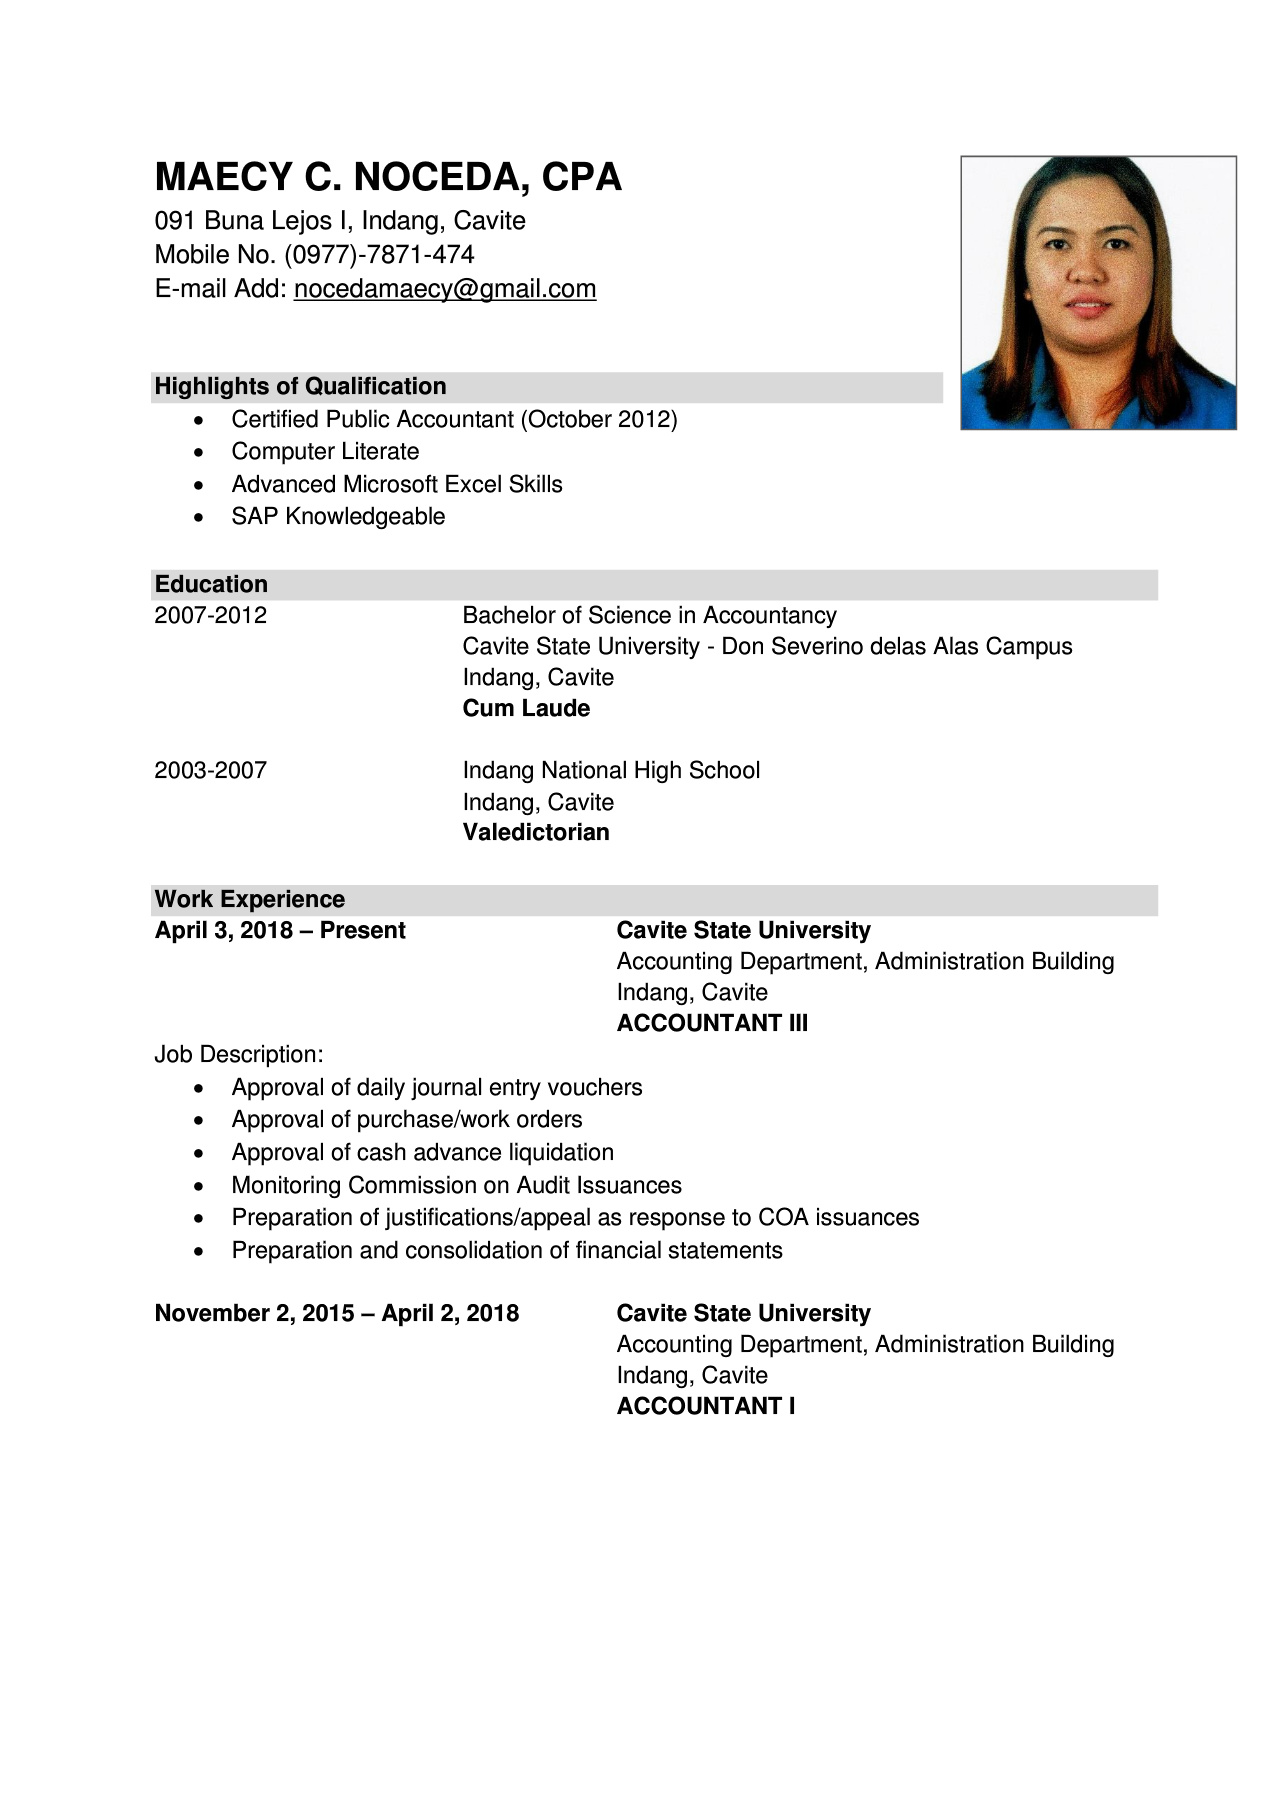 MAECY C. NOCEDA, CPA
091 Buna Lejos I, Indang, Cavite
Mobile No. (0977)-7871-474
E-mail Add: nocedamaecy@gmail.com
Highlights of Qualification
• Certified Public Accountant (October 2012)
• Computer Literate
• Advanced Microsoft Excel Skills
• SAP Knowledgeable
Education
2007-2012 Bachelor of Science in Accountancy
Cavite State University - Don Severino delas Alas Campus
Indang, Cavite
Cum Laude
2003-2007 Indang National High School
Indang, Cavite
Valedictorian
Work Experience
April 3, 2018 – Present Cavite State University
Accounting Department, Administration Building
Indang, Cavite
ACCOUNTANT III
Job Description:
• Approval of daily journal entry vouchers
• Approval of purchase/work orders
• Approval of cash advance liquidation
• Monitoring Commission on Audit Issuances
• Preparation of justifications/appeal as response to COA issuances
• Preparation and consolidation of financial statements
November 2, 2015 – April 2, 2018 Cavite State University
Accounting Department, Administration Building
Indang, Cavite
ACCOUNTANT I